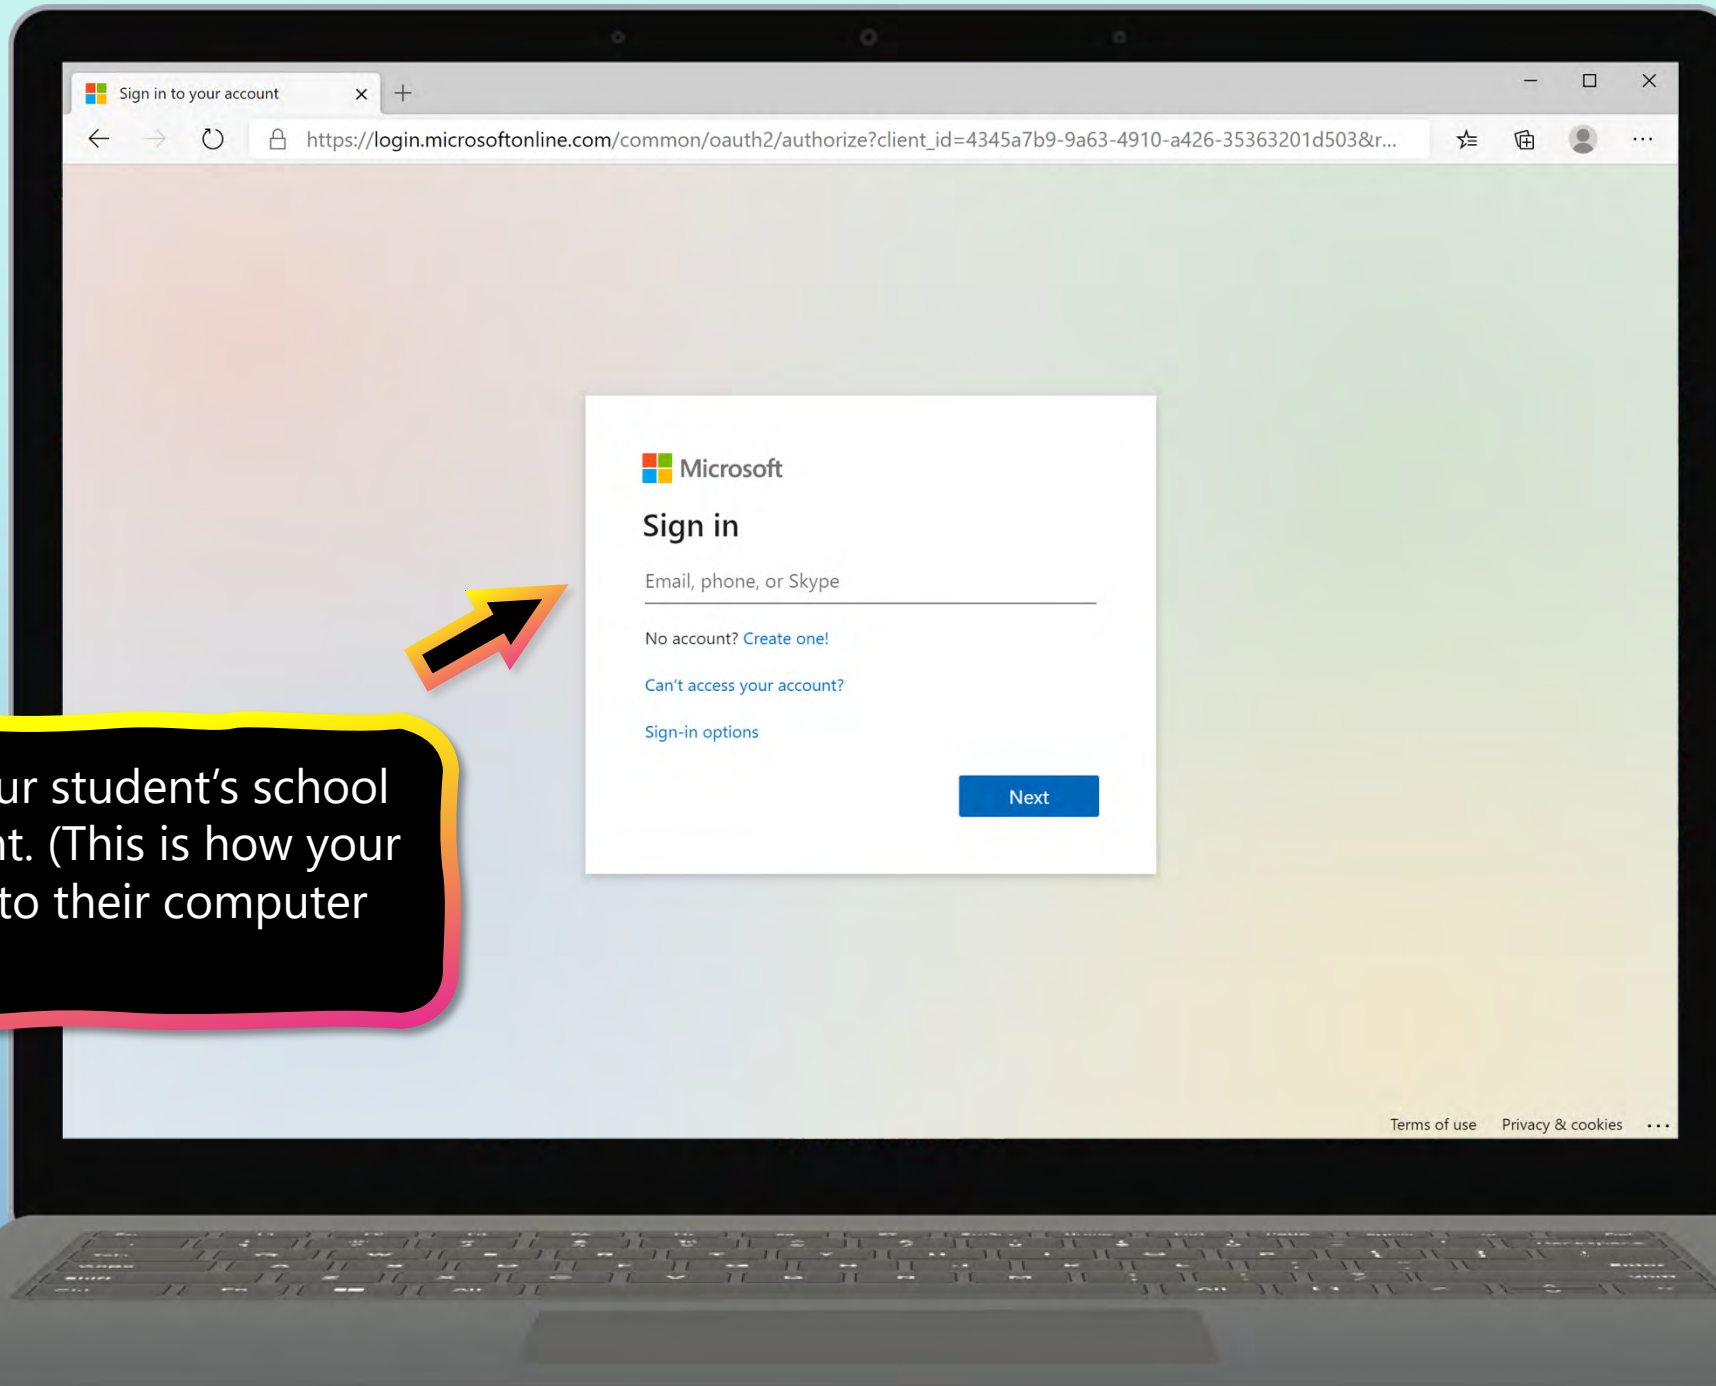 Sign in to your account
https://login.microsoftonline.com/common/oauth2/authorize?client_id=4345a7b9-9a63-4910-a426-35363201d503&r...
Microsoft
Sign in
Email, phone, or Skype
No account? Create one!
Can't access your account?
Sign-in options
Next
ur student's school
nt. (This is how your
to their computer
Terms of use Privacy & cookies